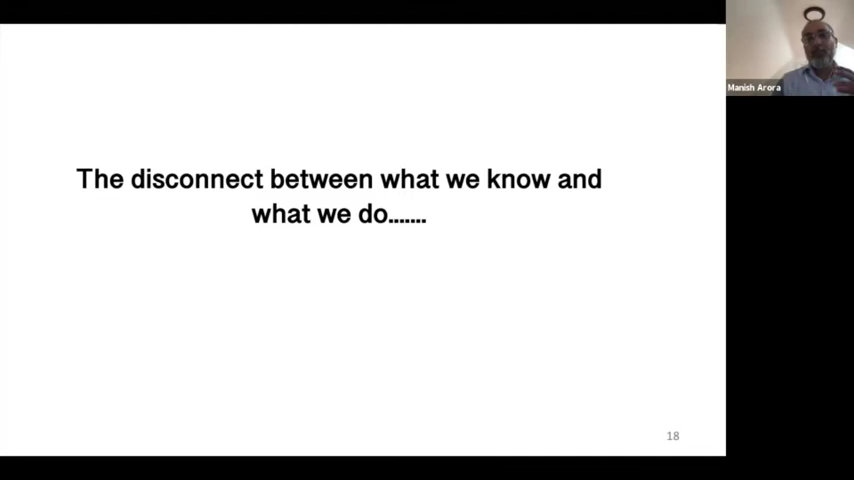 The disconnect between what we know and
what we do.......
18
Manish Arora